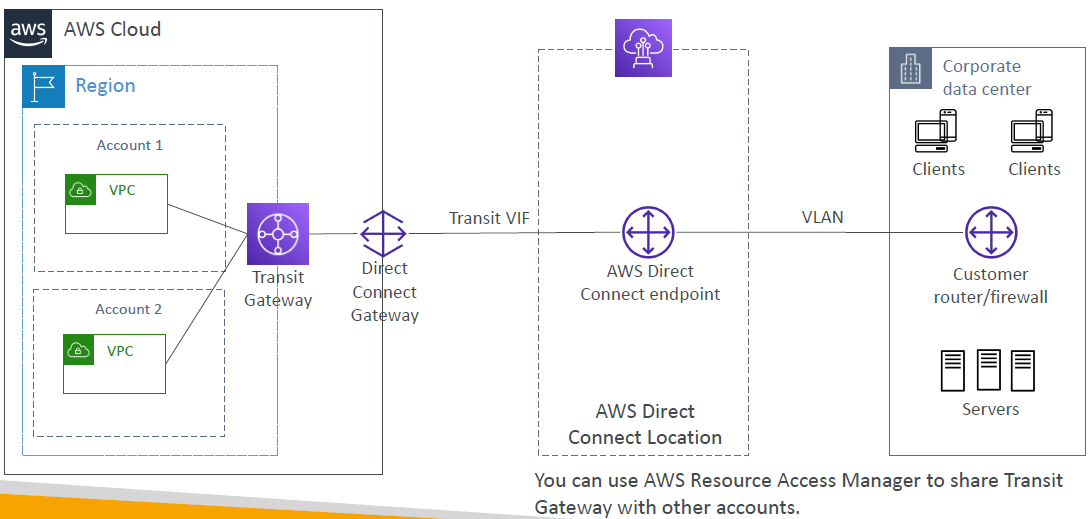 aws
AWS Cloud
Region
Account 1
VPC
Account 2
VPC
Transit
Gateway
Direct
Connect
Gateway
Transit VIF
AWS Direct
Connect endpoint
AWS Direct
Connect Location
VLAN
Corporate
data center
Clients
Clients
Customer
router/firewall
Servers
You can use AWS Resource Access Manager to share Transit
Gateway with other accounts.